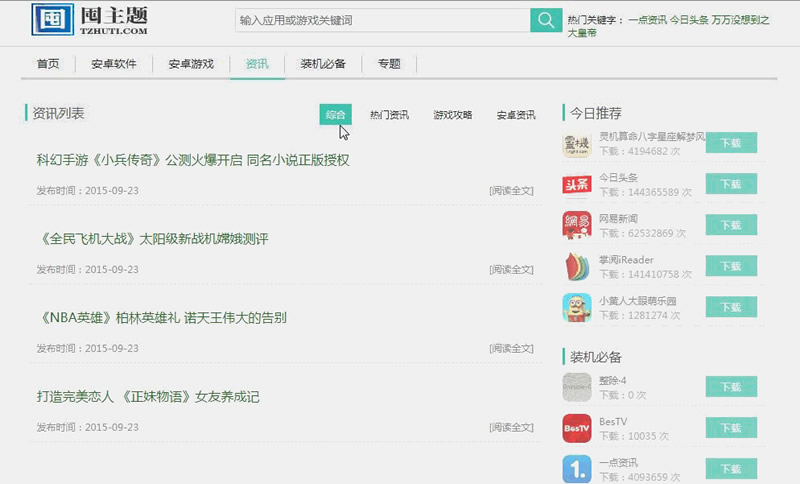 囤 囤主题
TZHUTI.COM
输入应用或游戏关键词
热门关键字： 一点资讯 今日头条 万万没想到之
大皇帝
首页 安卓软件 安卓游戏 资讯 装机必备 专题
资讯列表
综合 热门资讯 游戏攻略 安卓资讯
科幻手游《小兵传奇》公测火爆开启 同名小说正版授权
发布时间：2015-09-23 [阅读全文]
《全民飞机大战》太阳级新战机嫦娥测评
发布时间：2015-09-23 [阅读全文]
《NBA英雄》柏林英雄礼 诺天王伟大的告别
发布时间：2015-09-23 [阅读全文]
打造完美恋人 《正妹物语》女友养成记
发布时间：2015-09-23 [阅读全文]
今日推荐
灵机算命八字星座解梦风
下载：4194682 次 下载
头条 今日头条
下载：144365589 次 下载
網易 网易新闻
下载：62532869 次 下载
掌阅iReader
下载：141410758 次 下载
小黄人大眼萌乐园
下载：1281274 次 下载
装机必备
整除-4
下载：0 次 下载
BesTV BesTV
下载：10035 次 下载
1. 一点资讯
下载：4093659 次 下载